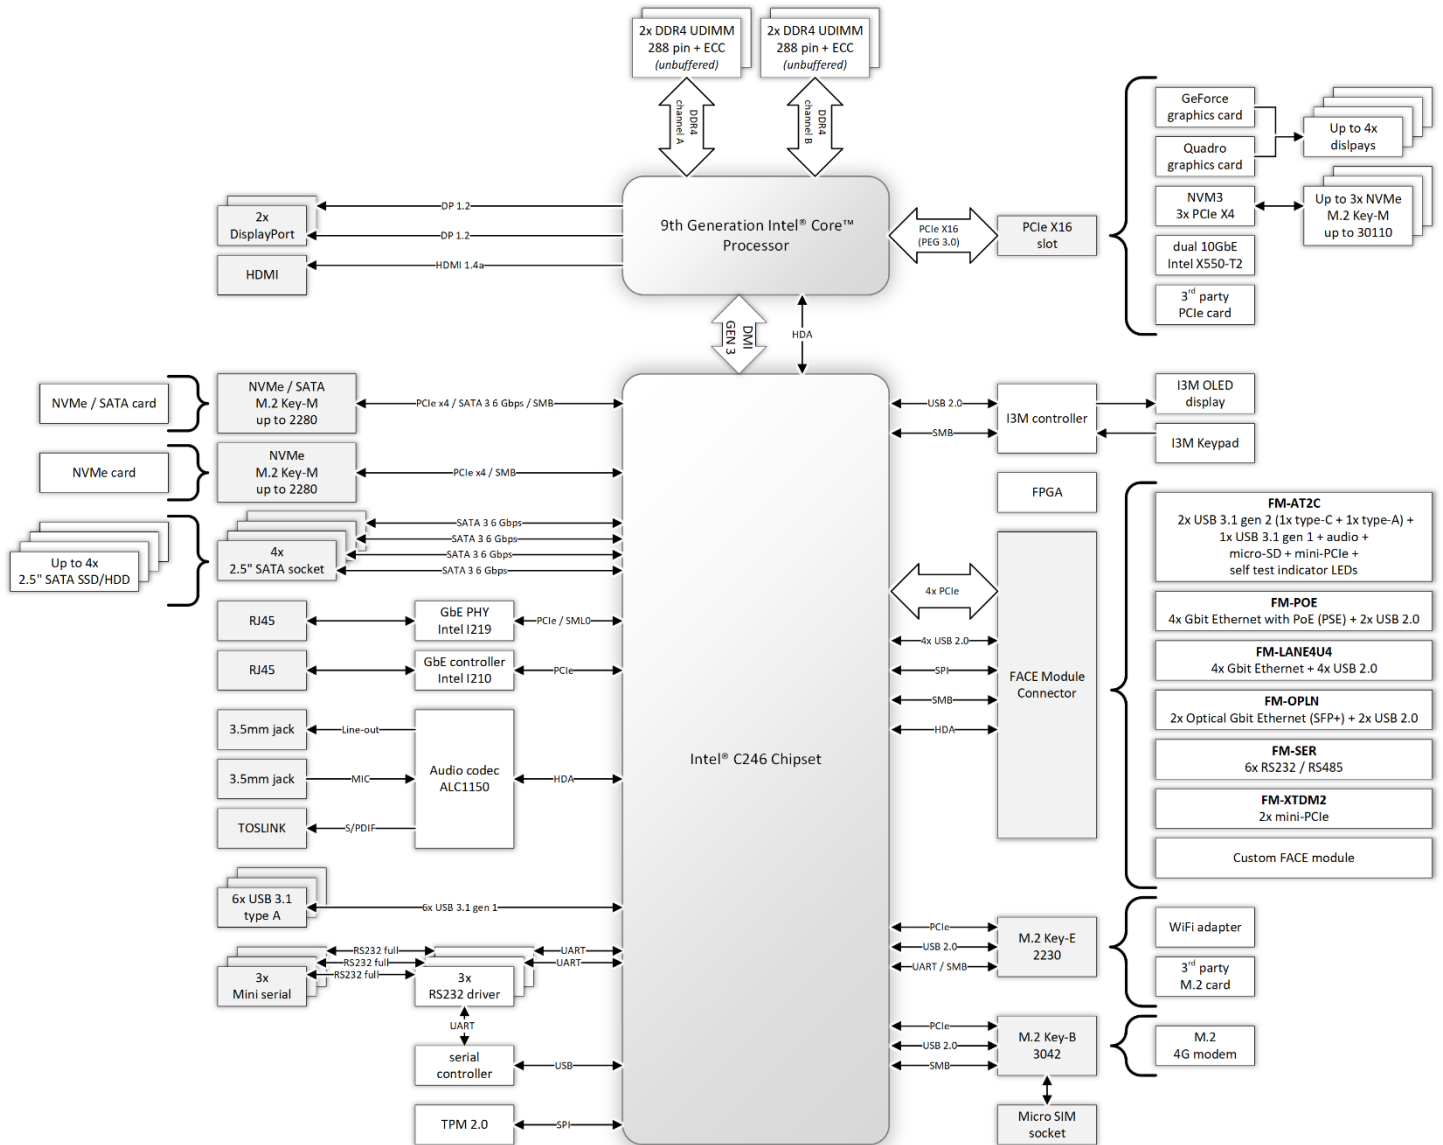 2x DDR4 UDIMM
288 pin + ECC
(unbuffered)
2x DDR4 UDIMM
288 pin + ECC
(unbuffered)
DDR4
channel A
DDR4
channel B
9th Generation Intel® Core™
Processor
DP 1.2
DP 1.2
HDMI 1.4a
2x
DisplayPort
HDMI
PCIe X16
(PEG 3.0)
PCIe X16
slot
GeForce
graphics card
Quadro
graphics card
Up to 4x
dislpays
NVM3
3x PCIe X4
Up to 3x NVMe
M.2 Key-M
up to 30110
dual 10GbE
Intel X550-T2
3rd party
PCIe card
DMI
GEN 3
HDA
Intel® C246 Chipset
NVMe / SATA card
NVMe / SATA
M.2 Key-M
up to 2280
PCIe x4 / SATA 3 6 Gbps / SMB
NVMe card
NVMe
M.2 Key-M
up to 2280
PCIe x4 / SMB
Up to 4x
2.5" SATA SSD/HDD
4x
2.5" SATA socket
SATA 3 6 Gbps
SATA 3 6 Gbps
SATA 3 6 Gbps
SATA 3 6 Gbps
RJ45
GbE PHY
Intel I219
PCIe / SML0
RJ45
GbE controller
Intel I210
PCIe
3.5mm jack
Line-out
3.5mm jack
MIC
TOSLINK
S/PDIF
Audio codec
ALC1150
HDA
6x USB 3.1
type A
6x USB 3.1 gen 1
3x
Mini serial
RS232 full
RS232 full
RS232 full
3x
RS232 driver
UART
UART
UART
serial
controller
USB
TPM 2.0
SPI
USB 2.0
SMB
I3M controller
I3M OLED
display
I3M Keypad
FPGA
4x PCIe
4x USB 2.0
SPI
SMB
HDA
FACE Module
Connector
FM-AT2C
2x USB 3.1 gen 2 (1x type-C + 1x type-A) +
1x USB 3.1 gen 1 + audio +
micro-SD + mini-PCIe +
self test indicator LEDs
FM-POE
4x Gbit Ethernet with PoE (PSE) + 2x USB 2.0
FM-LANE4U4
4x Gbit Ethernet + 4x USB 2.0
FM-OPLN
2x Optical Gbit Ethernet (SFP+) + 2x USB 2.0
FM-SER
6x RS232 / RS485
FM-XTDM2
2x mini-PCIe
Custom FACE module
PCIe
USB 2.0
UART / SMB
M.2 Key-E
2230
WiFi adapter
3rd party
M.2 card
PCIe
USB 2.0
SMB
M.2 Key-B
3042
M.2
4G modem
Micro SIM
socket